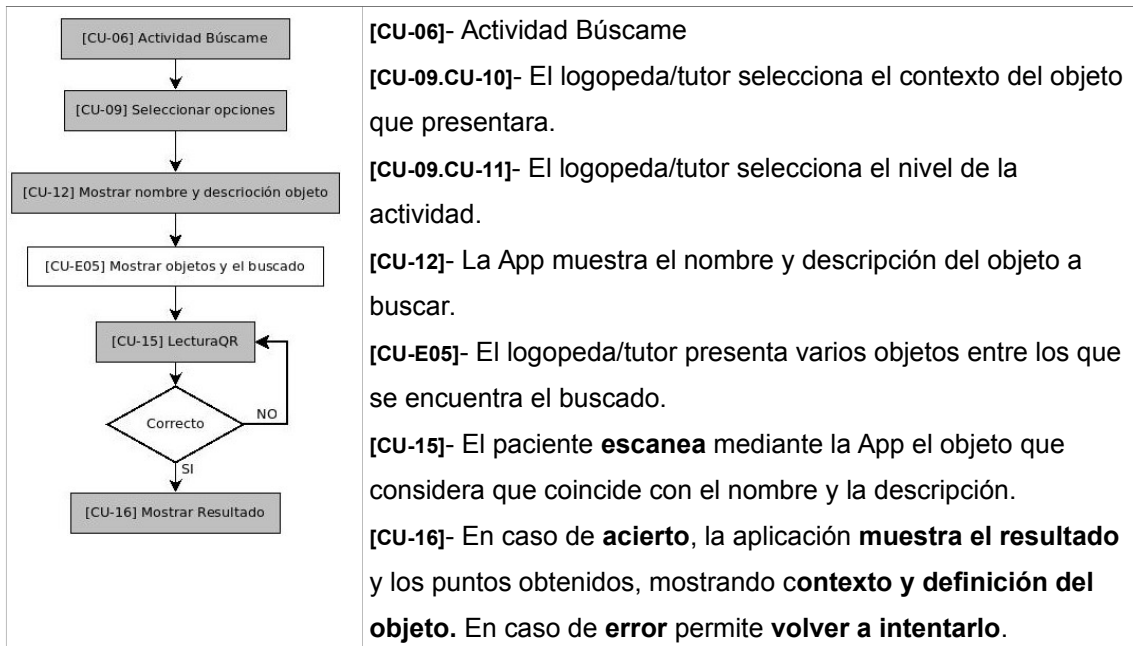 [CU-06] Actividad Búscame
[CU-09] Seleccionar opciones
[CU-12] Mostrar nombre y descrioción objeto
[CU-E05] Mostrar objetos y el buscado
[CU-15] LecturaQR
Correcto
NO
SI
[CU-16] Mostrar Resultado
[CU-06]- Actividad Búscame
[CU-09.CU-10]- El logopeda/tutor selecciona el contexto del objeto
que presentara.
[CU-09.CU-11]- El logopeda/tutor selecciona el nivel de la
actividad.
[CU-12]- La App muestra el nombre y descripción del objeto a
buscar.
[CU-E05]- El logopeda/tutor presenta varios objetos entre los que
se encuentra el buscado.
[CU-15]- El paciente escanea mediante la App el objeto que
considera que coincide con el nombre y la descripción.
[CU-16]- En caso de acierto, la aplicación muestra el resultado
y los puntos obtenidos, mostrando contexto y definición del
objeto. En caso de error permite volver a intentarlo.